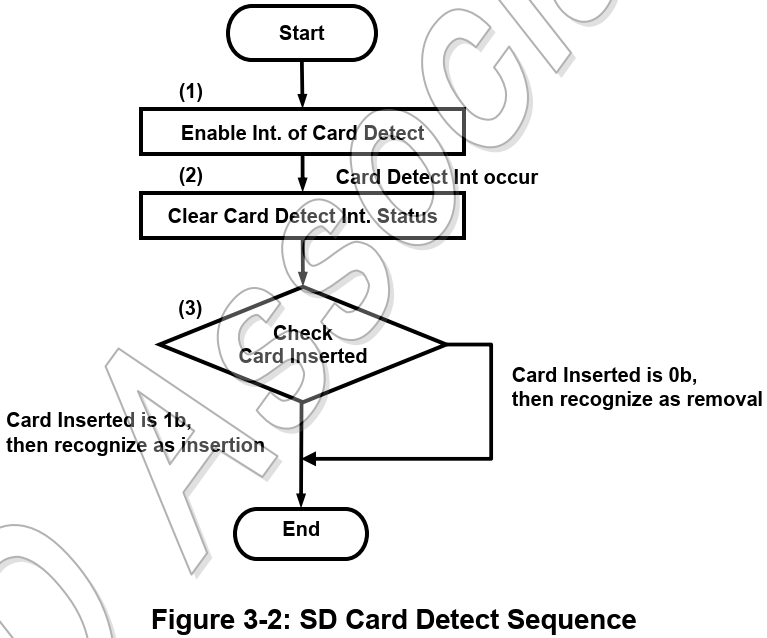 Start
(1)
Enable Int. of Card Detect
(2)
Card Detect Int occur
Clear Card Detect Int. Status
(3)
Check
Card Inserted
Card Inserted is 0b,
then recognize as removal
Card Inserted is 1b,
then recognize as insertion
End
Figure 3-2: SD Card Detect Sequence
D Associ